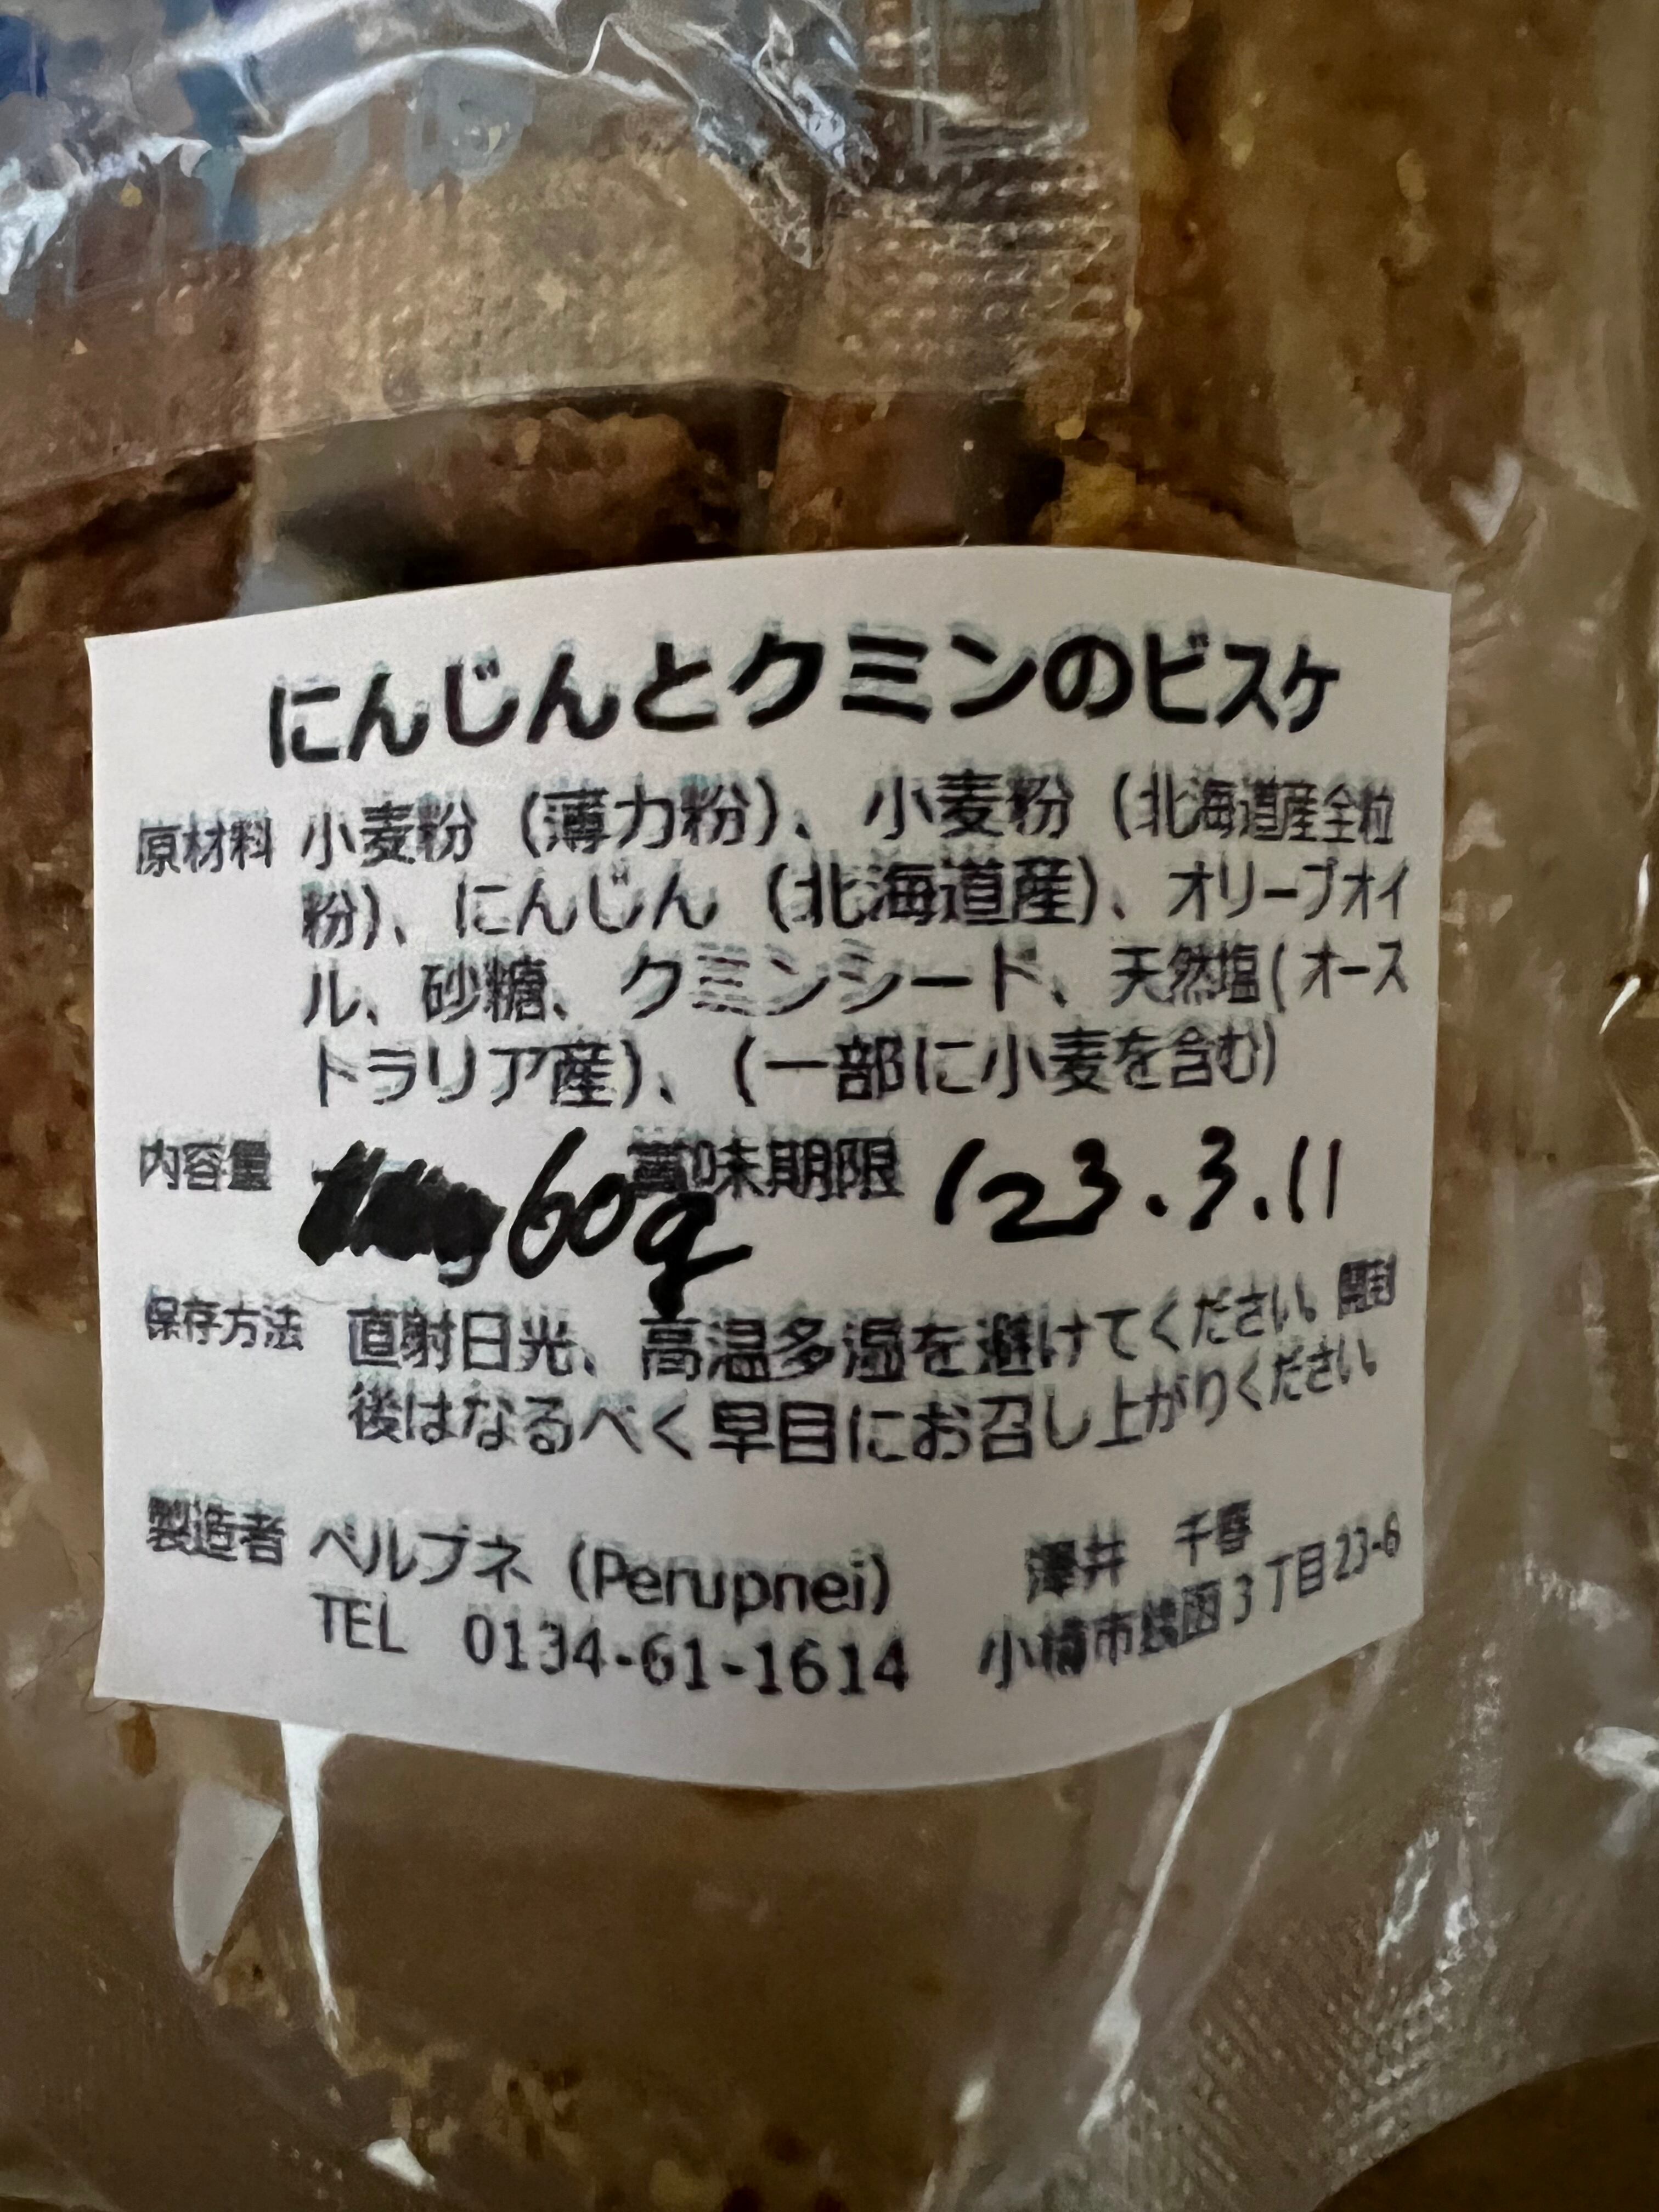 にんじんとクミンのビスケ
原材料 小麦粉（薄力粉）、小麦粉（北海道産全粒
粉）、にんじん（北海道産）、オリーブオイ
ル、砂糖、クミンシード、天然塩(オース
トラリア産）、（一部に小麦を含む）
内容量 60g 賞味期限 '23.3.11
保存方法 直射日光、高温多湿を避けてください。開封
後はなるべく早目にお召し上がりください。
製造者 ペルプネ（Perupnei） 澤井 千春
TEL 0134-61-1614 小樽市銭函3丁目23-6